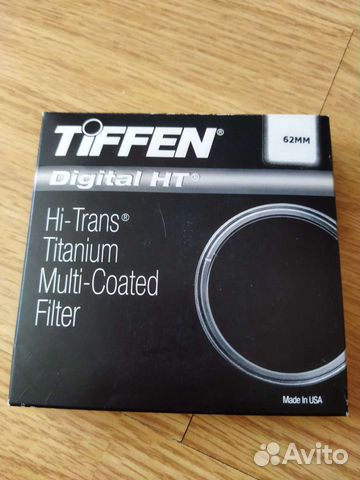 TiFFEN®
62MM
Digital HT®
Hi-Trans®
Titanium
Multi-Coated
Filter
Made In USA
Avito